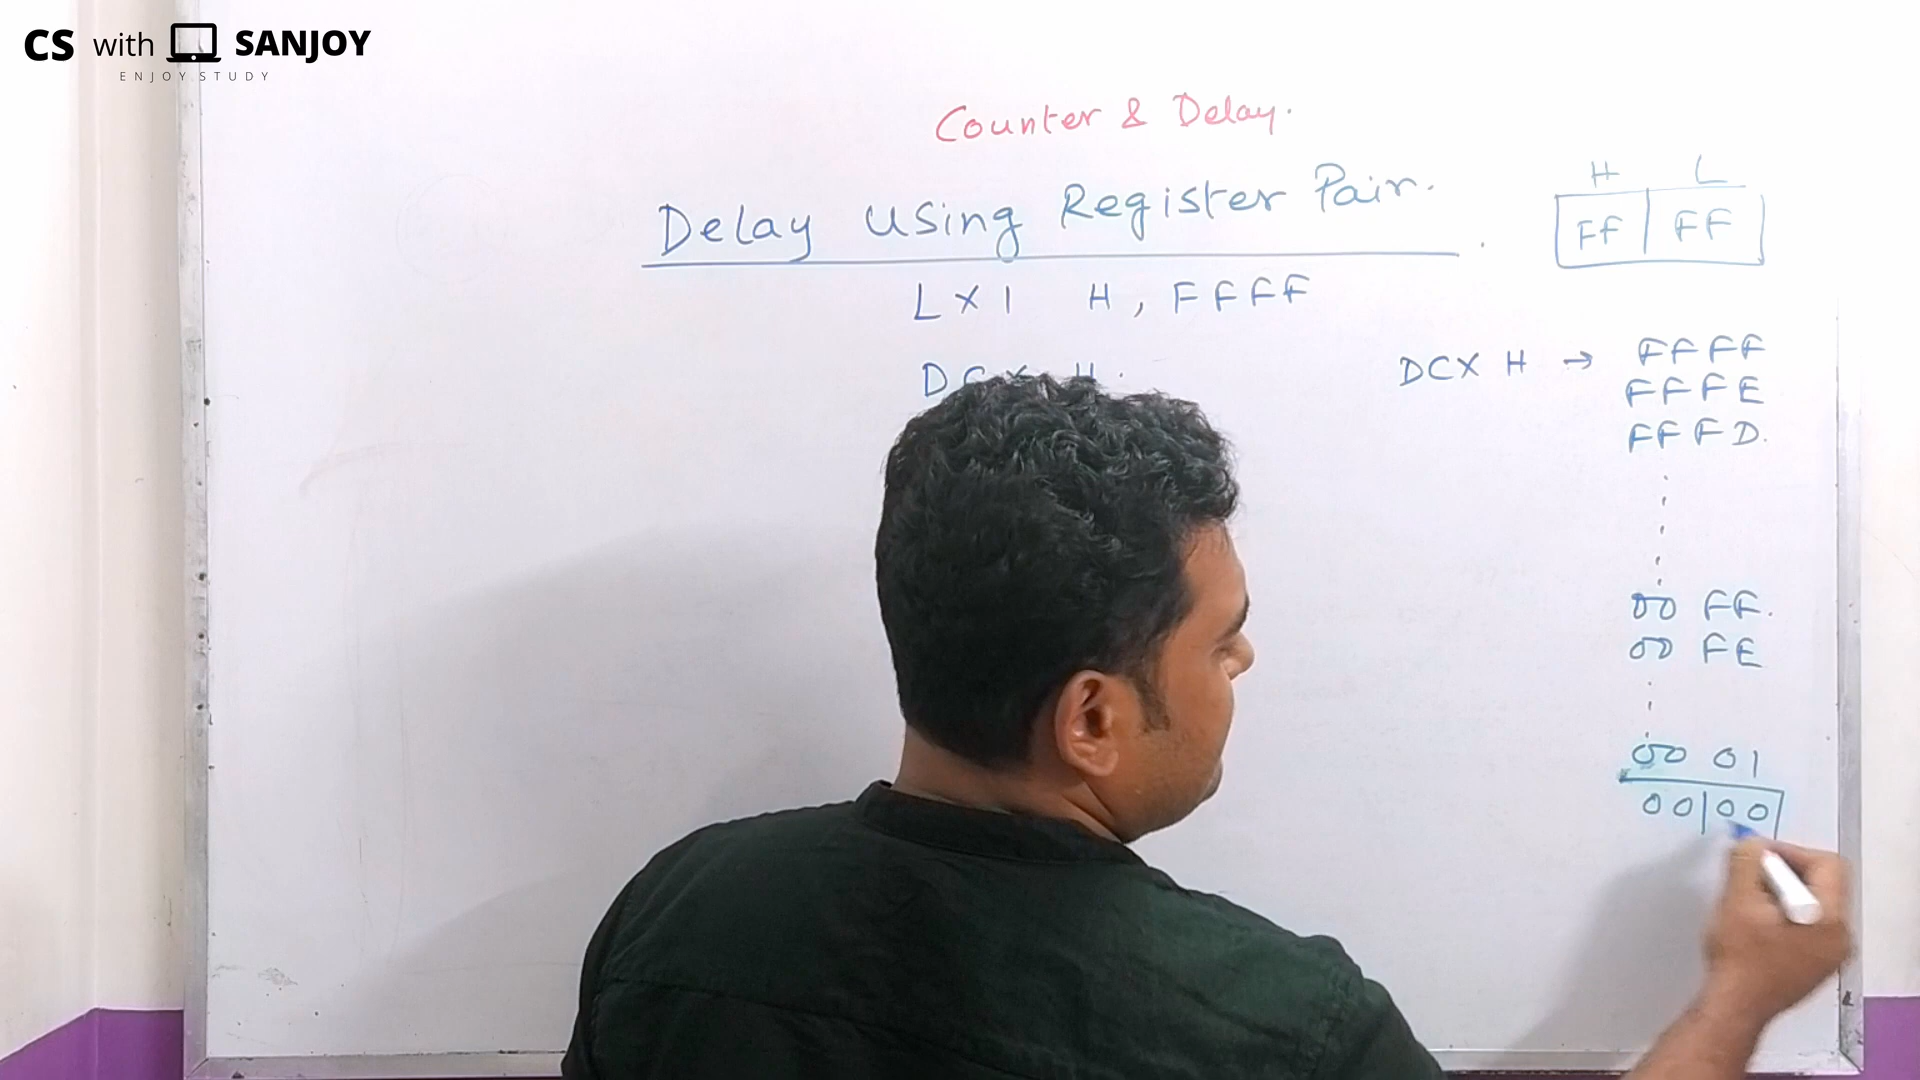 CS with SANJOY
ENJOY STUDY
Counter & Delay.
Delay Using Register Pair.
H L
FF FF
LXI H, FFFF
DCX H.
DCX H → FFFF
FFFE
FFFD.
00 FF.
00 FE
00 01
00 00